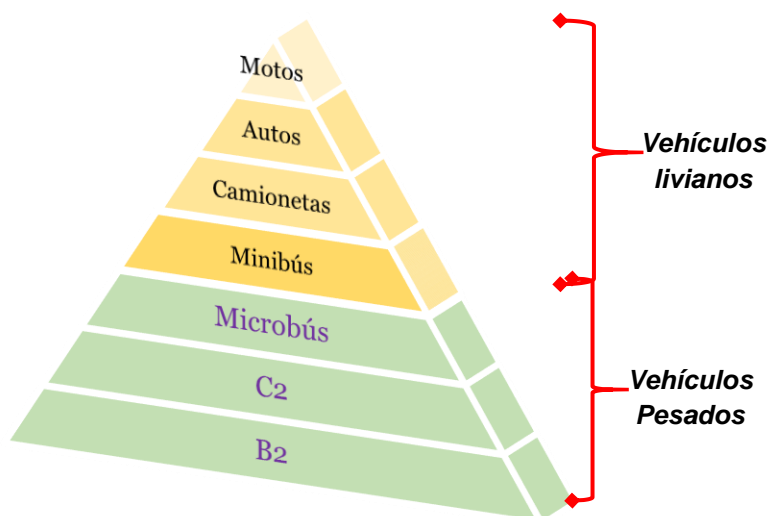 Motos
Autos
Camionetas
Minibús
Microbús
C2
B2
Vehículos
livianos
Vehículos
Pesados